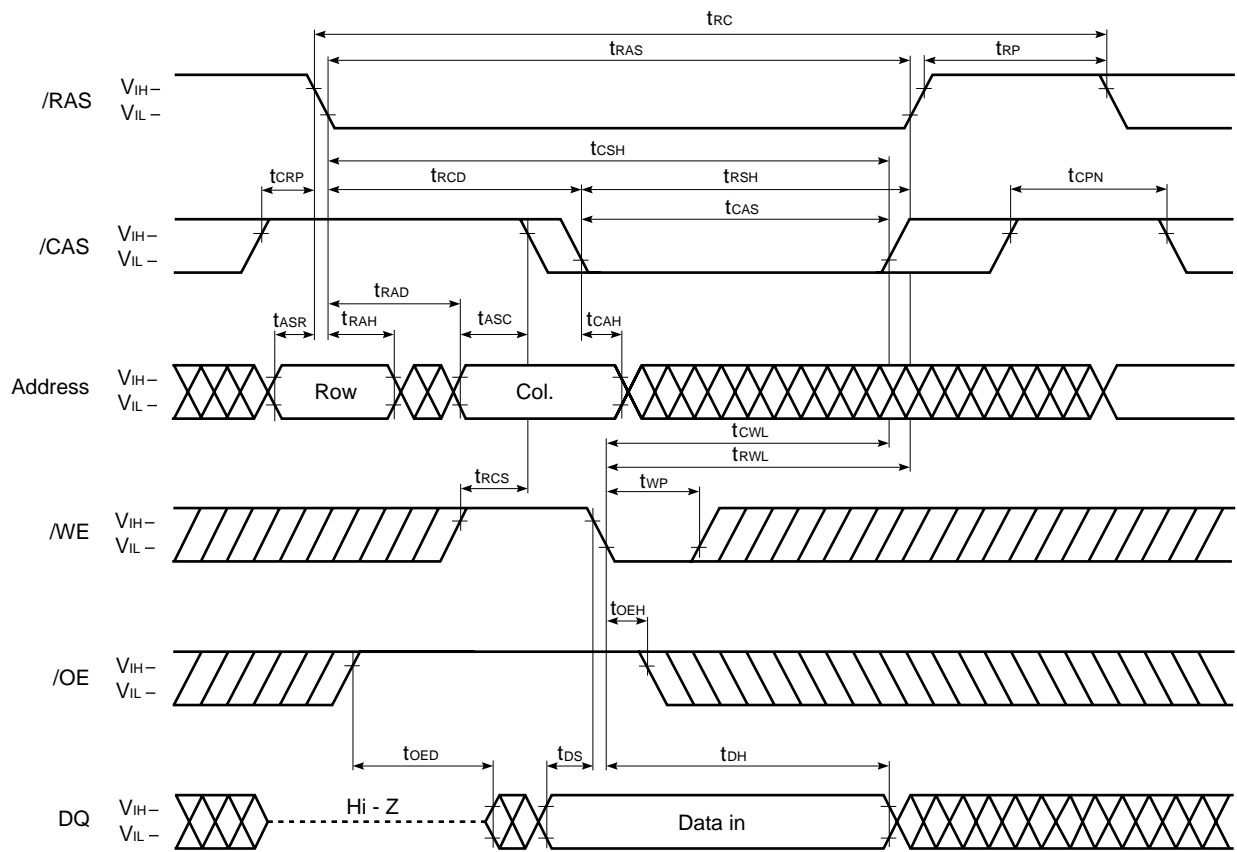 tRC
tRAS
tRP
/RAS
VIH –
VIL –
tCSH
tCRP
tRCD
tRSH
tCPN
tCAS
/CAS
VIH –
VIL –
tRAD
tASR
tRAH
tASC
tCAH
Address
VIH –
VIL –
Row
Col.
tCWL
tRWL
tRCS
tWP
/WE
VIH –
VIL –
tOEH
/OE
VIH –
VIL –
tOED
tDS
tDH
DQ
VIH –
VIL –
Hi - Z
Data in